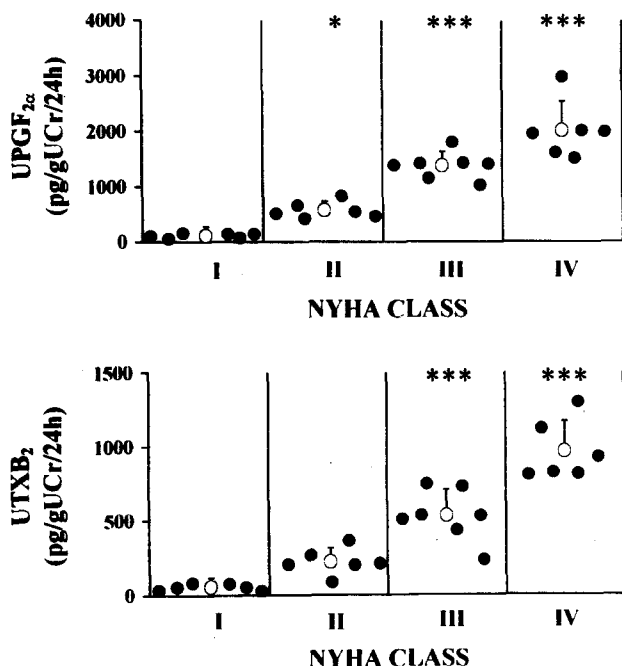 * *** ***
4000
3000
2000
1000
0
UPGF2α
(pg/gUCr/24h)
I II III IV
NYHA CLASS
*** ***
1500
1000
500
0
UTXB2
(pg/gUCr/24h)
I II III IV
NYHA CLASS